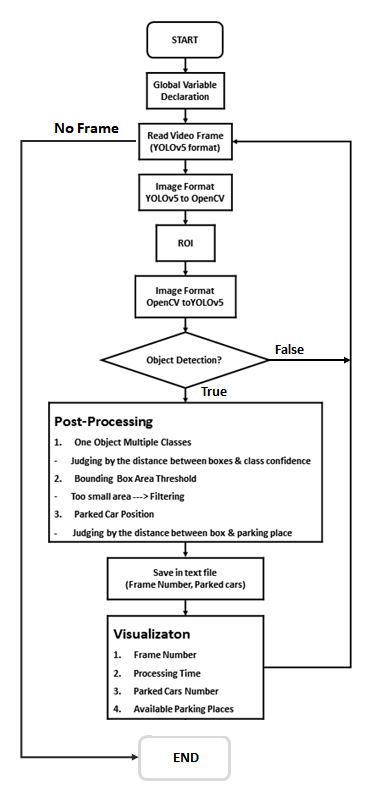 START
Global Variable
Declaration
No Frame
Read Video Frame
(YOLOv5 format)
Image Format
YOLOv5 to OpenCV
ROI
Image Format
OpenCV toYOLOv5
Object Detection?
False
True
Post-Processing
1. One Object Multiple Classes
- Judging by the distance between boxes & class confidence
2. Bounding Box Area Threshold
- Too small area ---> Filtering
3. Parked Car Position
- Judging by the distance between box & parking place
Save in text file
(Frame Number, Parked cars)
Visualizaton
1. Frame Number
2. Processing Time
3. Parked Cars Number
4. Available Parking Places
END